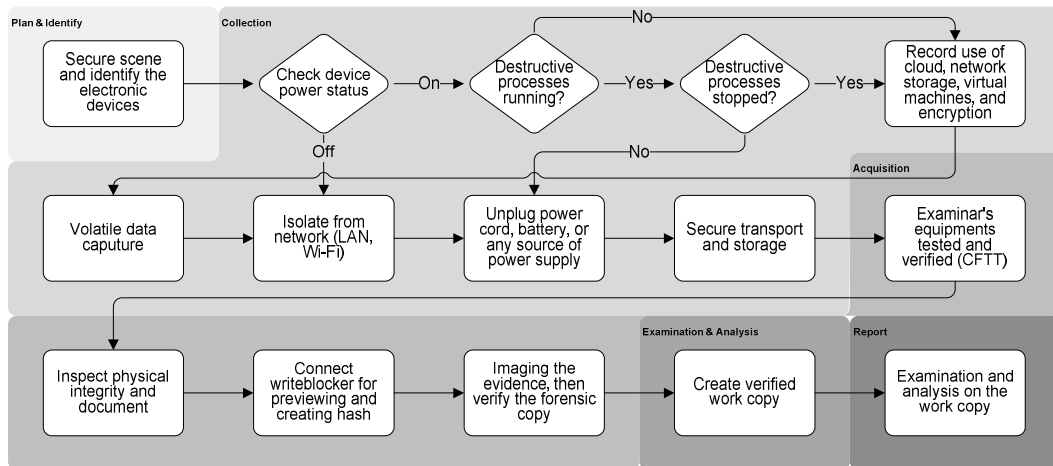 Plan & Identify
Collection
Secure scene
and identify the
electronic
devices
Check device
power status
On
Destructive
processes
running?
Yes
Destructive
processes
stopped?
Yes
No
Record use of
cloud, network
storage, virtual
machines, and
encryption
Off
No
Acquisition
Volatile data
caputure
Isolate from
network (LAN,
Wi-Fi)
Unplug power
cord, battery, or
any source of
power supply
Secure transport
and storage
Examinar's
equipments
tested and
verified (CFTT)
Examination & Analysis
Report
Inspect physical
integrity and
document
Connect
writeblocker for
previewing and
creating hash
Imaging the
evidence, then
verify the forensic
copy
Create verified
work copy
Examination and
analysis on the
work copy